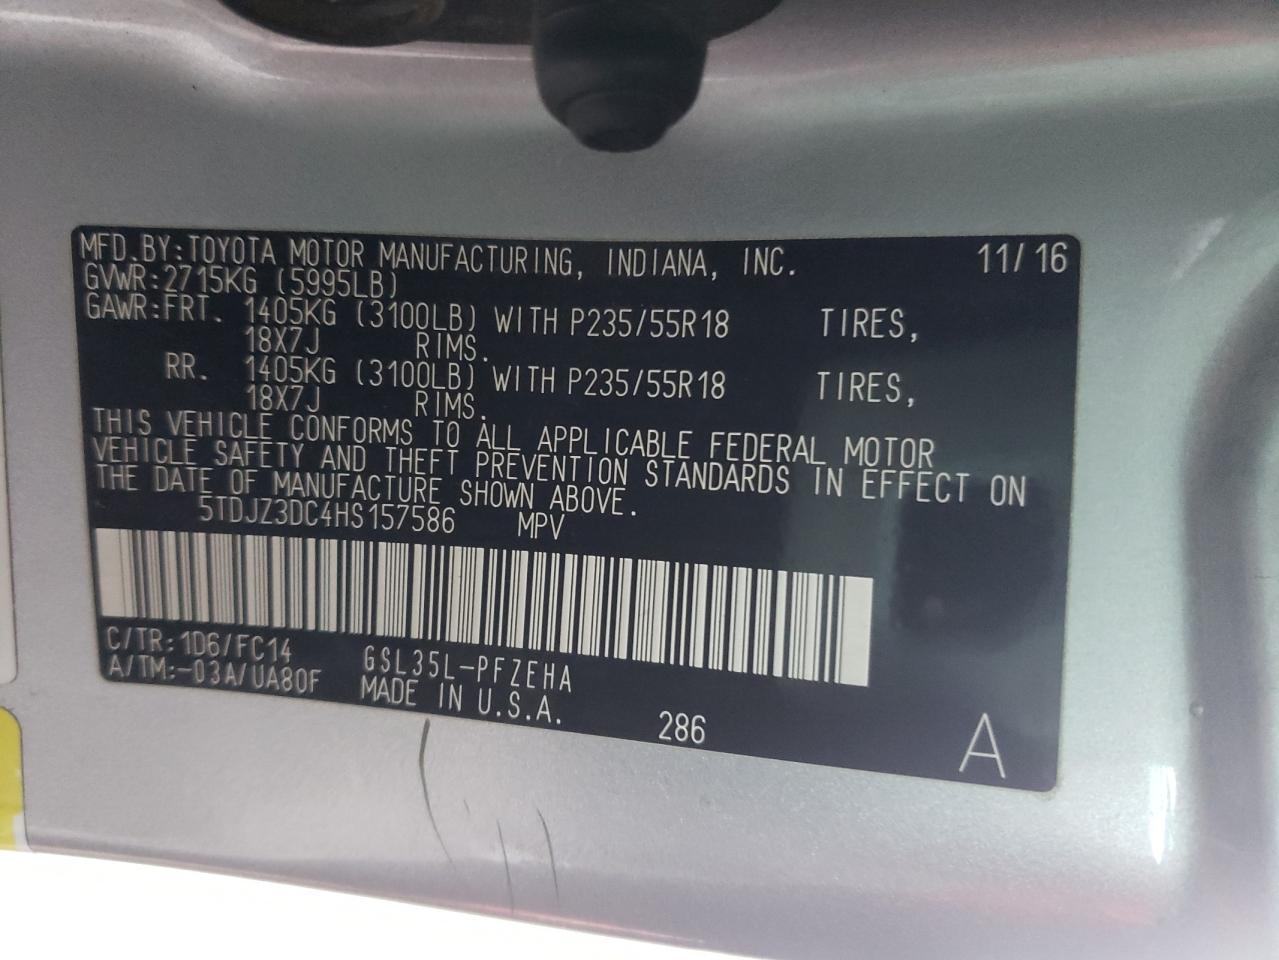 MFD.BY:TOYOTA MOTOR MANUFACTURING, INDIANA, INC. 11/16
GVWR:2715KG (5995LB)
GAWR:FRT. 1405KG (3100LB) WITH P235/55R18 TIRES,
18X7J RIMS.
RR. 1405KG (3100LB) WITH P235/55R18 TIRES,
18X7J RIMS.
THIS VEHICLE CONFORMS TO ALL APPLICABLE FEDERAL MOTOR
VEHICLE SAFETY AND THEFT PREVENTION STANDARDS IN EFFECT ON
THE DATE OF MANUFACTURE SHOWN ABOVE.
5TDJZ3DC4HS157586 MPV
C/TR:1D6/FC14 GSL35L-PFZEHA
A/TM:-03A/UA80F MADE IN U.S.A. 286 A